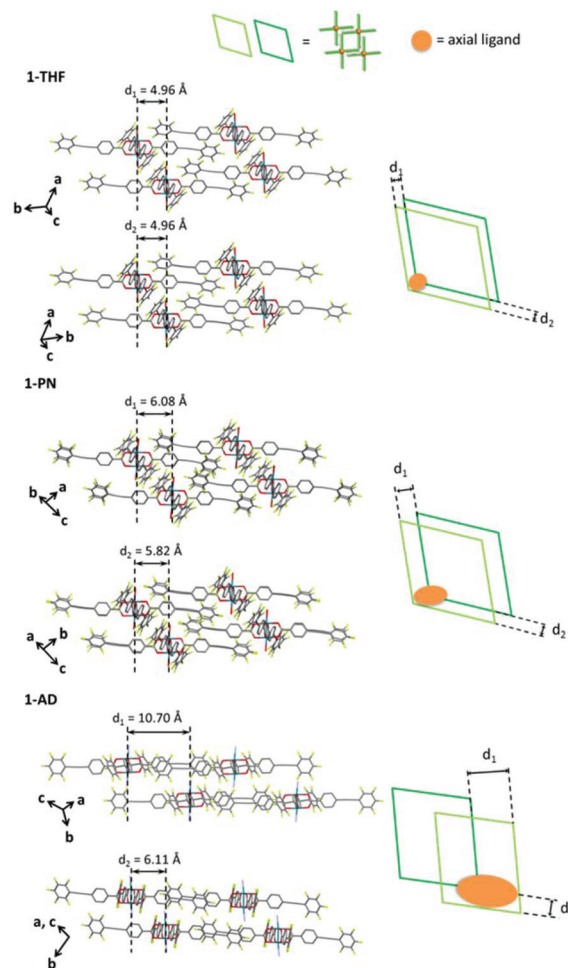 = = axial ligand
1-THF
d₁ = 4.96 Å
a
b
c
d₁
d₂ = 4.96 Å
a
b
c
d₂
1-PN
d₁ = 6.08 Å
b a
c
d₁
d₂ = 5.82 Å
a b
c
d₂
1-AD
d₁ = 10.70 Å
c a
b
d₁
d₂ = 6.11 Å
a, c
b
d